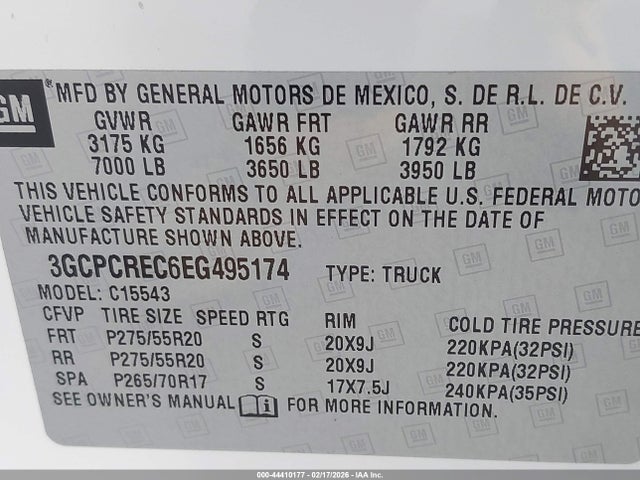 GM
MFD BY GENERAL MOTORS DE MEXICO, S. DE R.L. DE C.V.
GVWR GAWR FRT GAWR RR
3175 KG 1656 KG 1792 KG
7000 LB 3650 LB 3950 LB
THIS VEHICLE CONFORMS TO ALL APPLICABLE U.S. FEDERAL MOTO
VEHICLE SAFETY STANDARDS IN EFFECT ON THE DATE OF
MANUFACTURE SHOWN ABOVE.
3GCPCREC6EG495174 TYPE: TRUCK
MODEL: C15543
CFVP TIRE SIZE SPEED RTG RIM COLD TIRE PRESSURE
FRT P275/55R20 S 20X9J 220KPA(32PSI)
RR P275/55R20 S 20X9J 220KPA(32PSI)
SPA P265/70R17 S 17X7.5J 240KPA(35PSI)
SEE OWNER'S MANUAL FOR MORE INFORMATION.
000-44410177 - 02/17/2026 - IAAI.COM